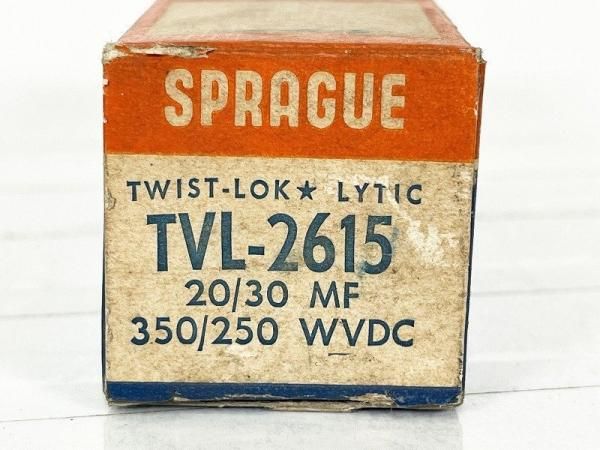 SPRAGUE
TWIST-LOK★ LYTIC
TVL-2615
20/30 MF
350/250 WVDC